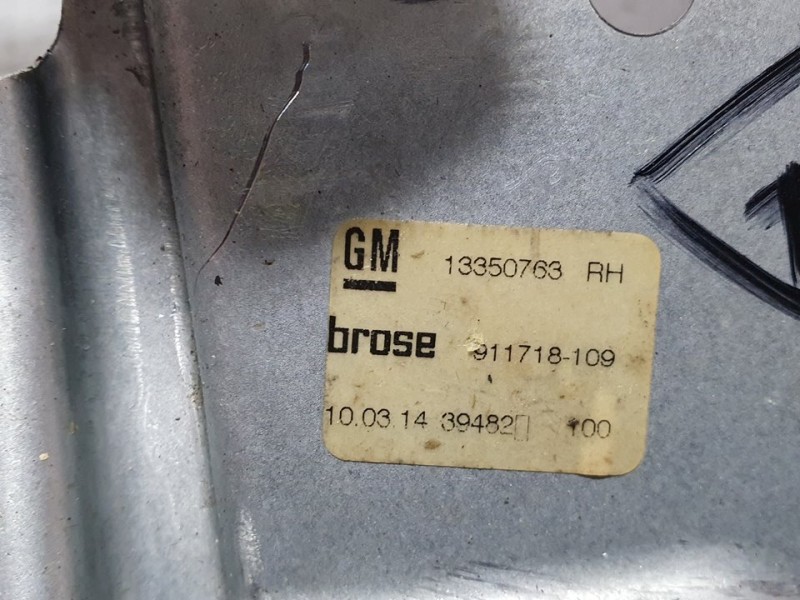 GM 13350763 RH
brose 911718-109
10.03.14 39482▯ 100